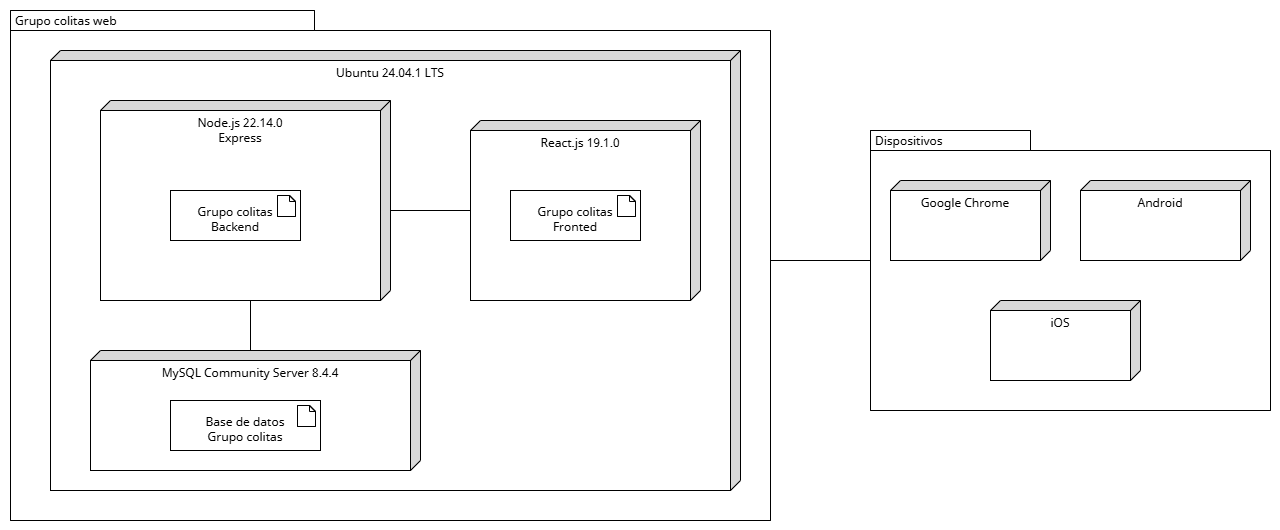 Grupo colitas web
Ubuntu 24.04.1 LTS
Node.js 22.14.0
Express
Grupo colitas
Backend
React.js 19.1.0
Grupo colitas
Fronted
MySQL Community Server 8.4.4
Base de datos
Grupo colitas
Dispositivos
Google Chrome
Android
iOS